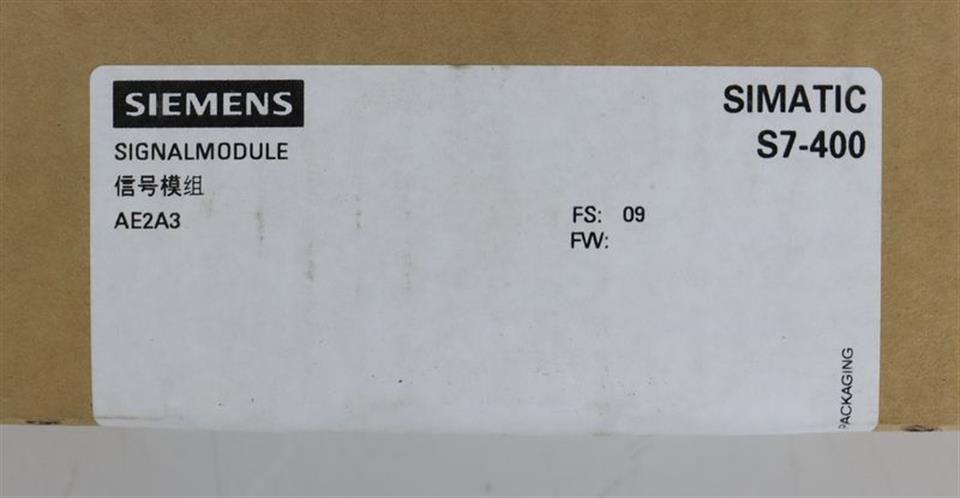 SIEMENS
SIMATIC
S7-400
SIGNALMODULE
信号模组
AE2A3
FS: 09
FW:
PACKAGING